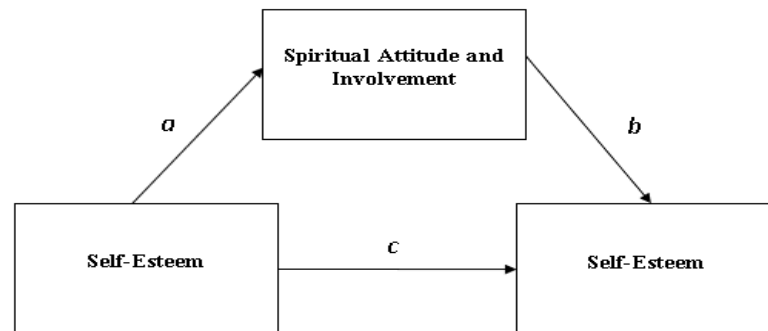 Spiritual Attitude and
Involvement
a
b
Self-Esteem
c
Self-Esteem